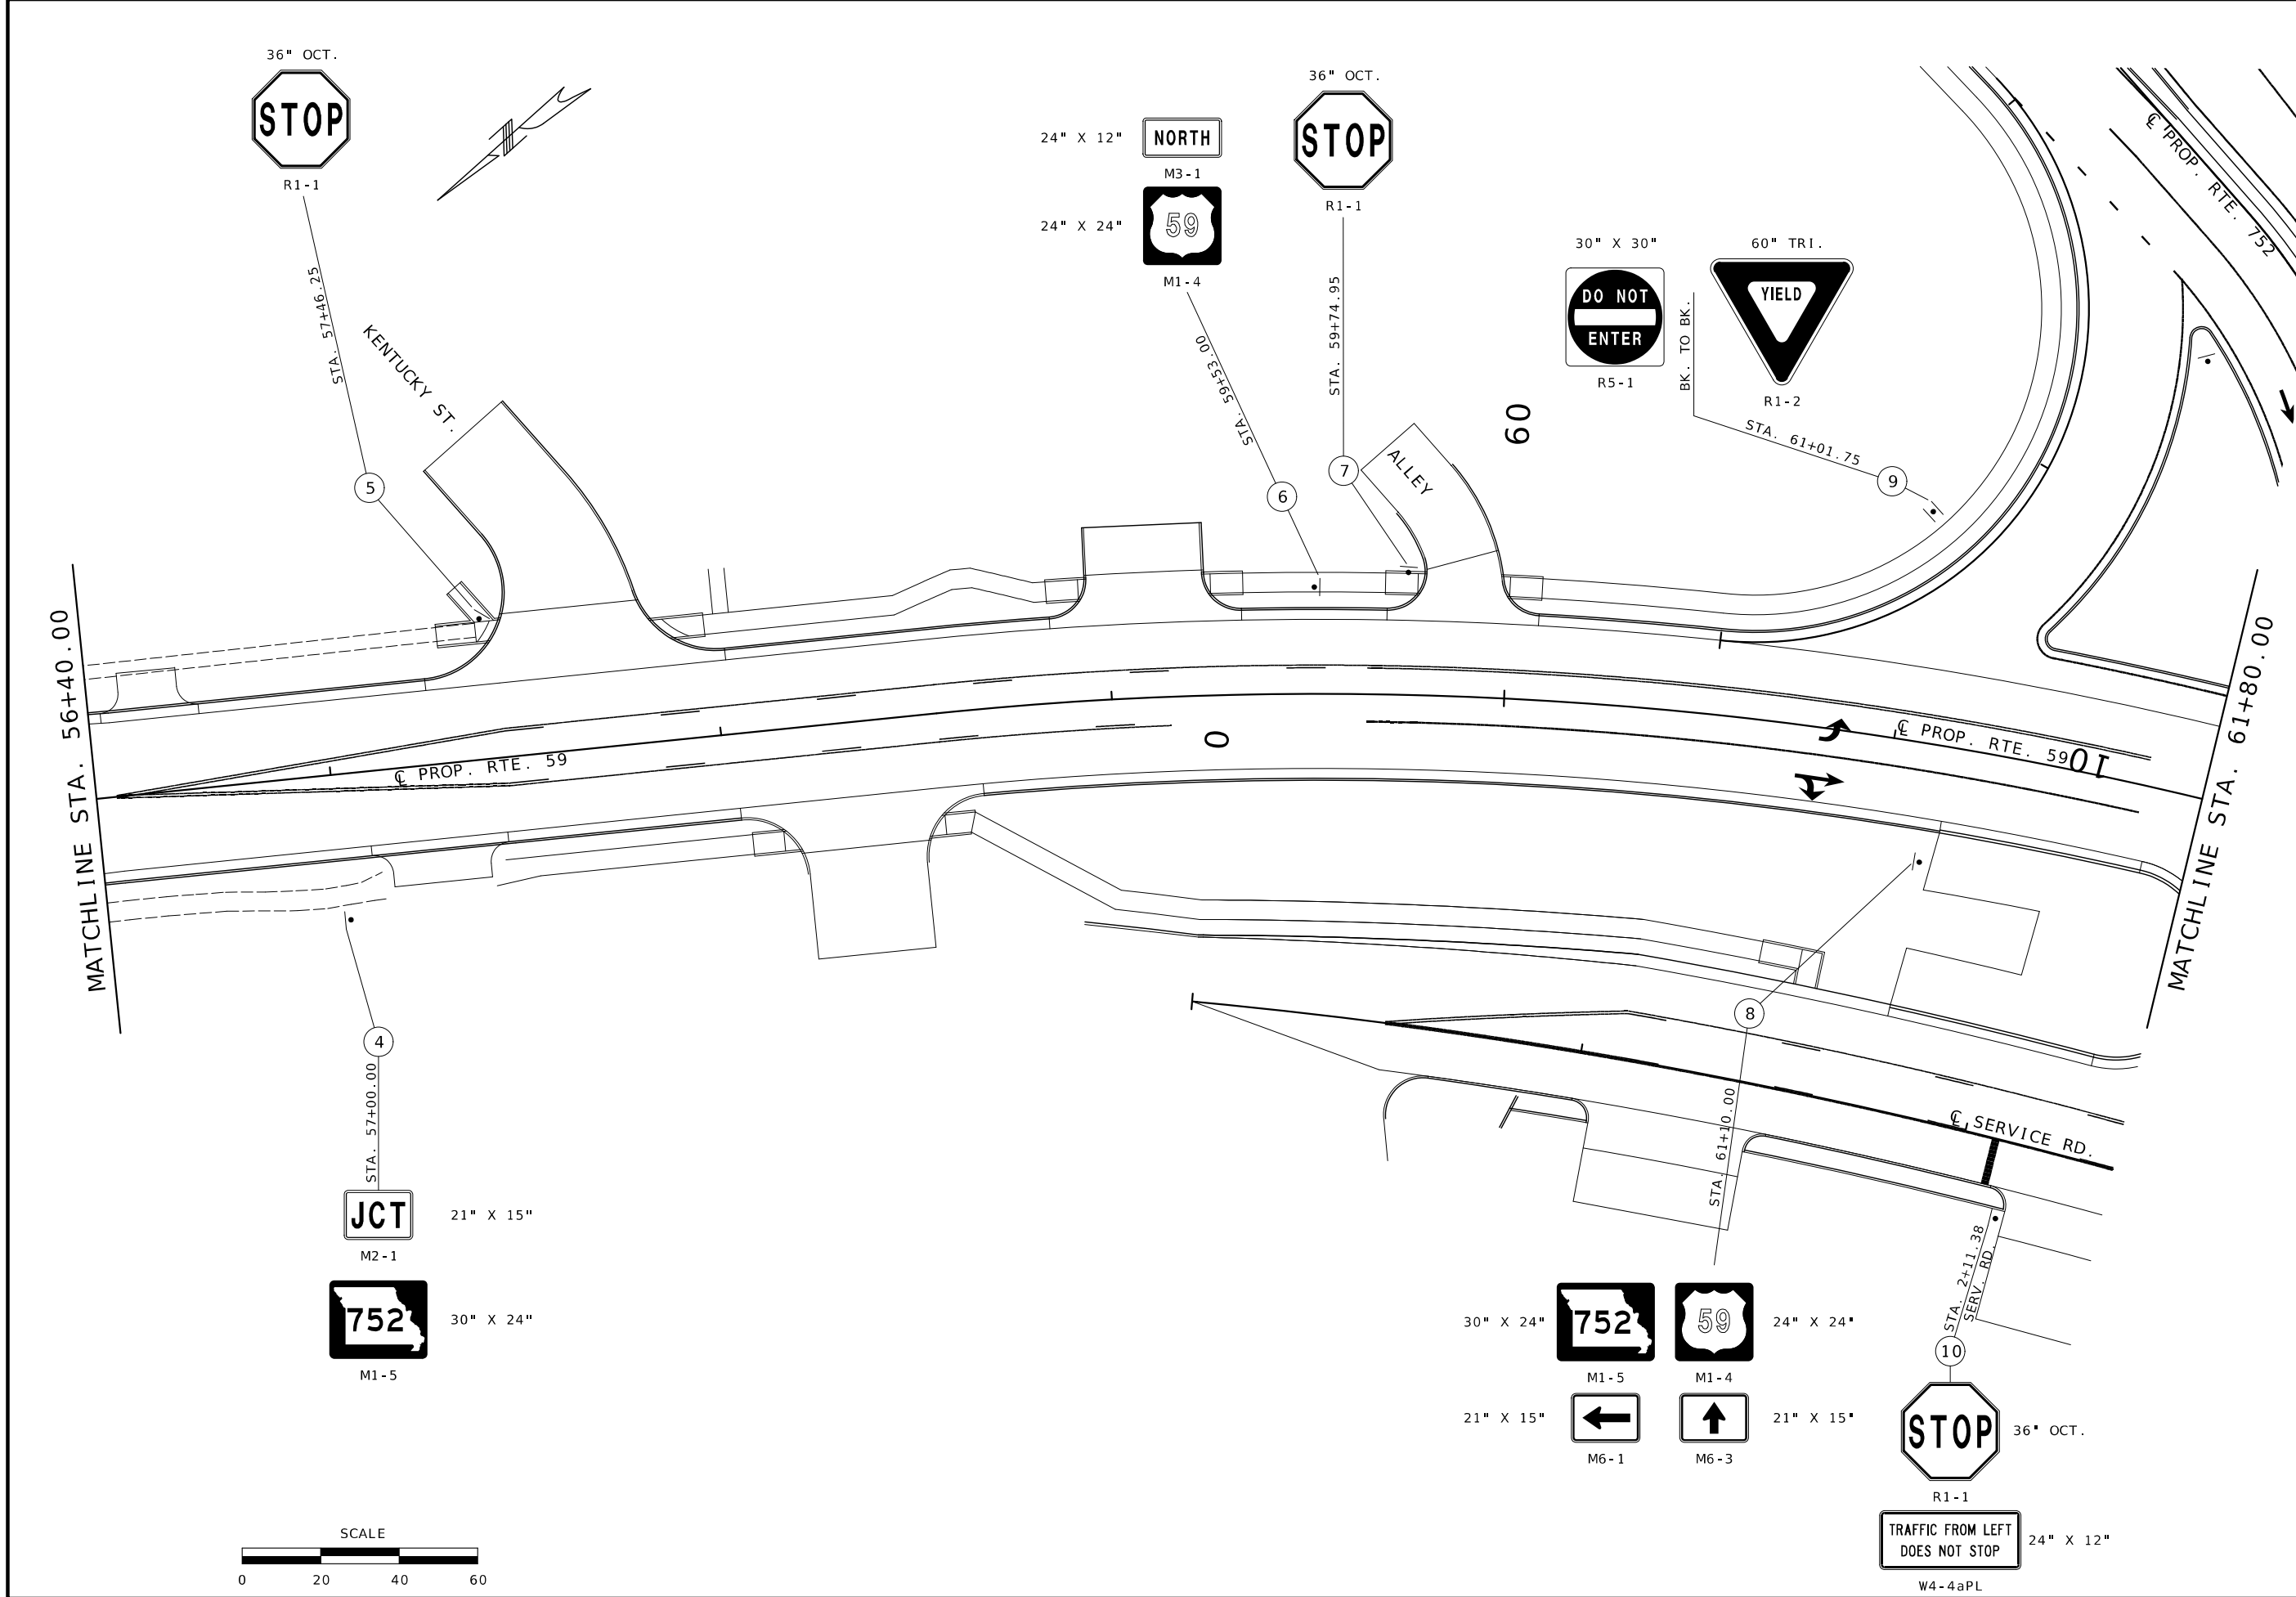 36" OCT.
STOP
R1-1
STA. 57+46.25
5
KENTUCKY ST.
24" X 12"
NORTH
M3-1
24" X 24"
59
M1-4
STA. 59+53.00
6
36" OCT.
STOP
R1-1
STA. 59+74.95
7
ALLEY
60
30" X 30"
DO NOT
ENTER
R5-1
BK. TO BK.
60" TRI.
YIELD
R1-2
STA. 61+01.75
9
℄ PROP. RTE. 752
MATCHLINE STA. 56+40.00
℄ PROP. RTE. 59
0
℄ PROP. RTE. 59
10
MATCHLINE STA. 61+80.00
4
STA. 57+00.00
JCT
21" X 15"
M2-1
752
30" X 24"
M1-5
8
STA. 61+10.00
30" X 24"
752
59
24" X 24"
M1-5
M1-4
21" X 15"
21" X 15"
M6-1
M6-3
℄ SERVICE RD.
STA. 2+11.38
SERV. RD.
10
STOP
36" OCT.
R1-1
TRAFFIC FROM LEFT
DOES NOT STOP
24" X 12"
W4-4aPL
SCALE
0 20 40 60